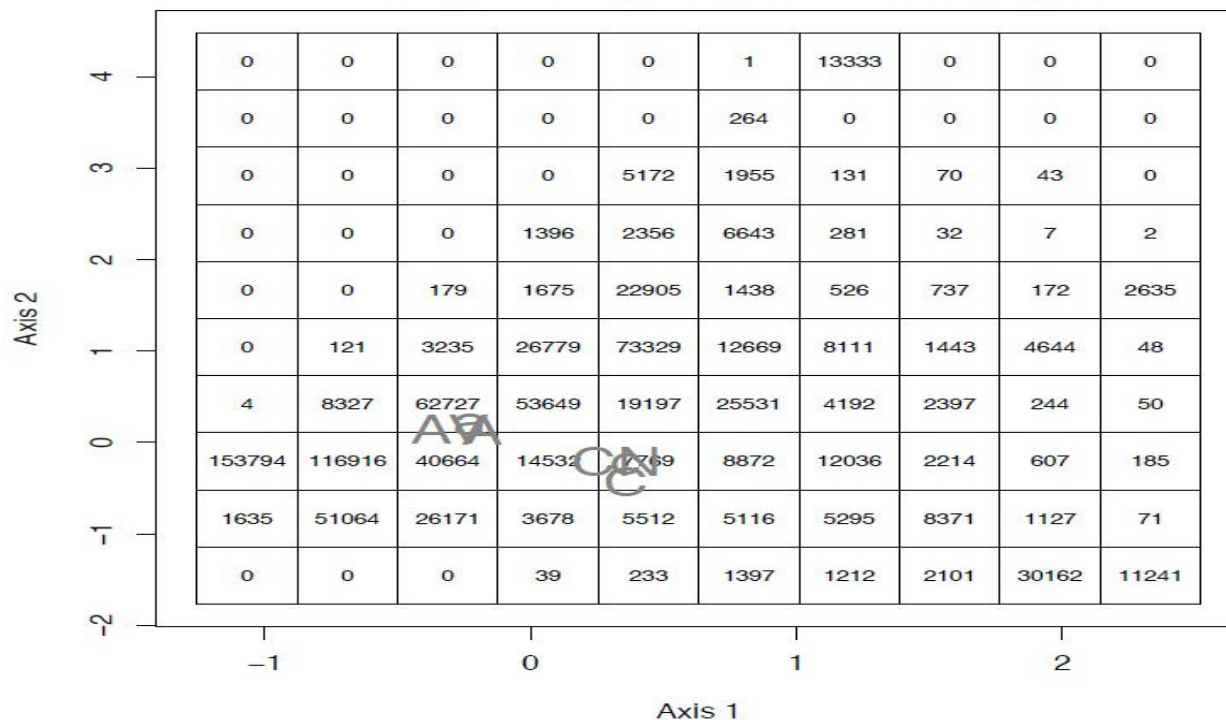 4 0 0 0 0 0 1 13333 0 0 0
0 0 0 0 0 264 0 0 0 0
3 0 0 0 0 5172 1955 131 70 43 0
0 0 0 1396 2356 6643 281 32 7 2
2
0 0 179 1675 22905 1438 526 737 172 2635
Axis 2
1 0 121 3235 26779 73329 12669 8111 1443 4644 48
4 8327 62727 53649 19197 25531 4192 2397 244 50
0 A A
153794 116916 40664 14532 7769 8872 12036 2214 607 185
C N
C
-1 1635 51064 26171 3678 5512 5116 5295 8371 1127 71
0 0 0 39 233 1397 1212 2101 30162 11241
-2
-1 0 1 2
Axis 1